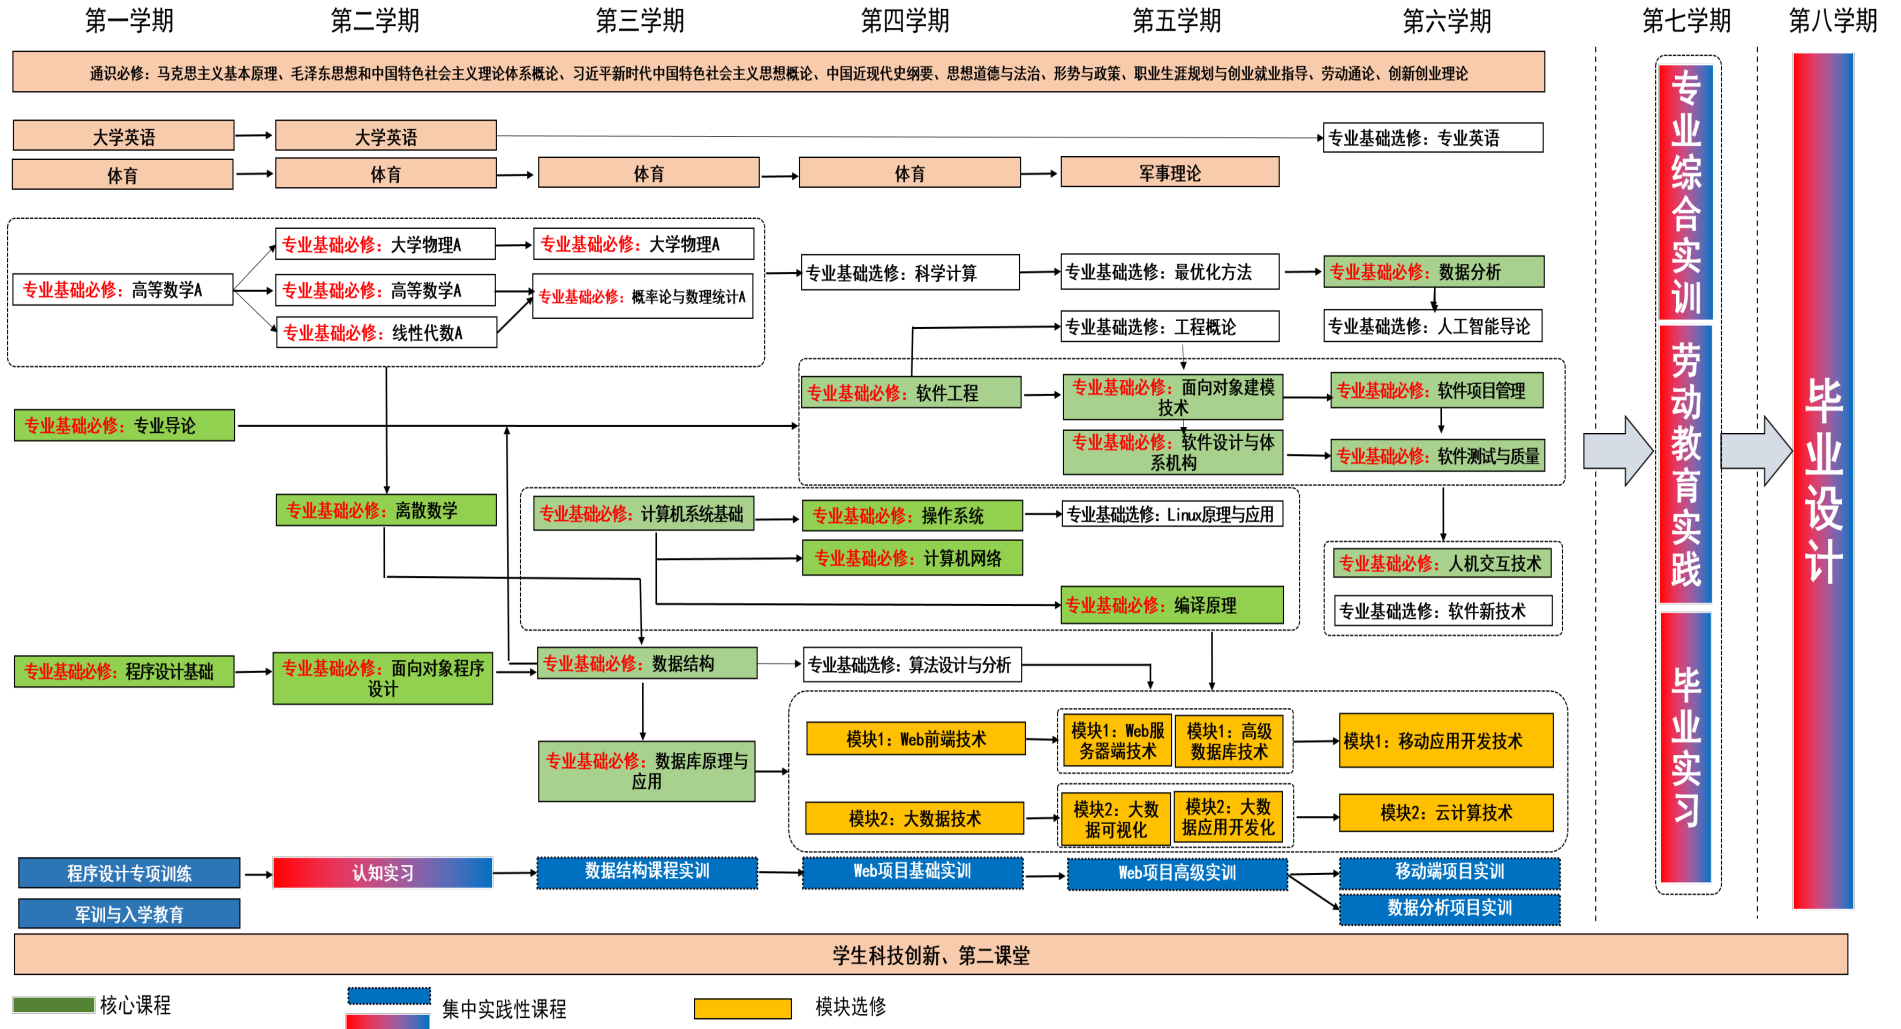 第一学期
第二学期
第三学期
第四学期
第五学期
第六学期
第七学期
第八学期
通识必修：马克思主义基本原理、毛泽东思想和中国特色社会主义理论体系概论、习近平新时代中国特色社会主义思想概论、中国近现代史纲要、思想道德与法治、形势与政策、职业生涯规划与创业就业指导、劳动通论、创新创业理论
大学英语
大学英语
专业基础选修：专业英语
体育
体育
体育
体育
军事理论
专业基础必修：大学物理A
专业基础必修：大学物理A
专业基础必修：高等数学A
专业基础必修：高等数学A
专业基础必修：概率论与数理统计A
专业基础必修：线性代数A
专业基础选修：科学计算
专业基础选修：最优化方法
专业基础必修：数据分析
专业基础选修：工程概论
专业基础选修：人工智能导论
专业基础必修：软件工程
专业基础必修：面向对象建模
技术
专业基础必修：软件项目管理
专业基础必修：专业导论
专业基础必修：软件设计与体
系机构
专业基础必修：软件测试与质量
专业基础必修：离散数学
专业基础必修：计算机系统基础
专业基础必修：操作系统
专业基础选修：Linux原理与应用
专业基础必修：计算机网络
专业基础必修：编译原理
专业基础必修：人机交互技术
专业基础选修：软件新技术
专业基础必修：程序设计基础
专业基础必修：面向对象程序
设计
专业基础必修：数据结构
专业基础选修：算法设计与分析
专业基础必修：数据库原理与
应用
模块1：Web前端技术
模块1：Web服
务器端技术
模块1：高级
数据库技术
模块1：移动应用开发技术
模块2：大数据技术
模块2：大数
据可视化
模块2：大数
据应用开发化
模块2：云计算技术
程序设计专项训练
认知实习
数据结构课程实训
Web项目基础实训
Web项目高级实训
移动端项目实训
军训与入学教育
数据分析项目实训
专业综合实训
劳动教育实践
毕业实习
毕业设计
学生科技创新、第二课堂
核心课程
集中实践性课程
模块选修